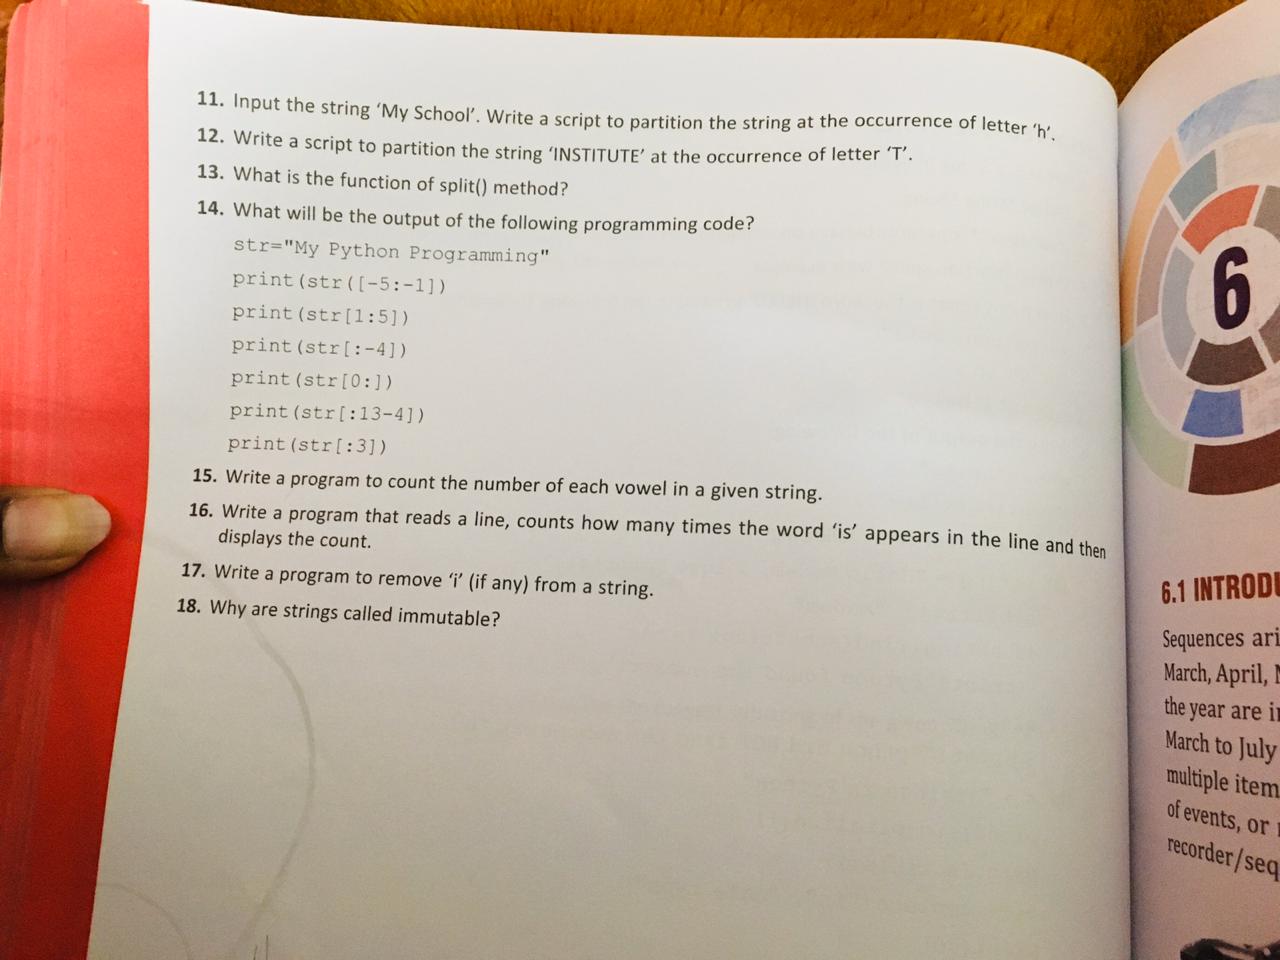 11. Input the string ‘My School’. Write a script to partition the string at the occurrence of letter ‘h’.
12. Write a script to partition the string ‘INSTITUTE’ at the occurrence of letter ‘T’.
13. What is the function of split() method?
14. What will be the output of the following programming code?
str="My Python Programming"
print(str([-5:-1])
print(str[1:5])
print(str[:-4])
print(str[0:])
print(str[:13-4])
print(str[:3])
15. Write a program to count the number of each vowel in a given string.
16. Write a program that reads a line, counts how many times the word ‘is’ appears in the line and then
displays the count.
17. Write a program to remove ‘i’ (if any) from a string.
18. Why are strings called immutable?
6
6.1
Sequences
March, April,
the year are
March to July
multiple
of events, or